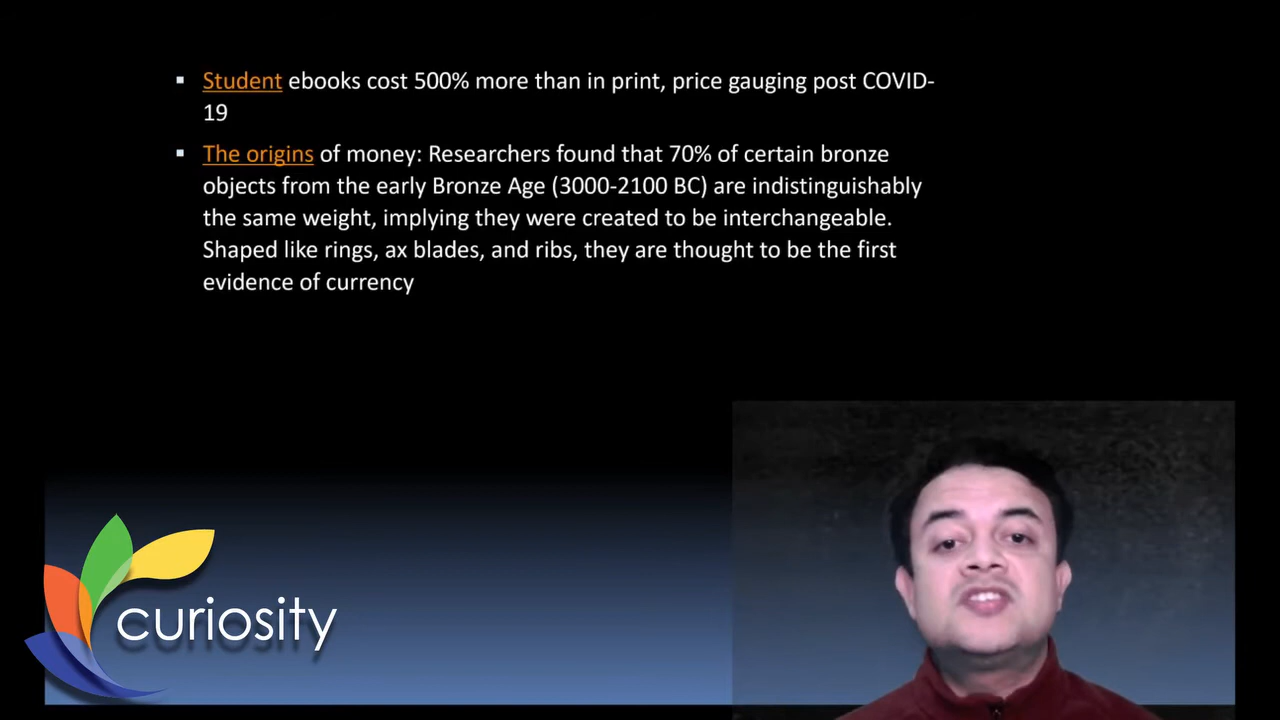 Student ebooks cost 500% more than in print, price gauging post COVID-
19
The origins of money: Researchers found that 70% of certain bronze
objects from the early Bronze Age (3000-2100 BC) are indistinguishably
the same weight, implying they were created to be interchangeable.
Shaped like rings, ax blades, and ribs, they are thought to be the first
evidence of currency
curiosity